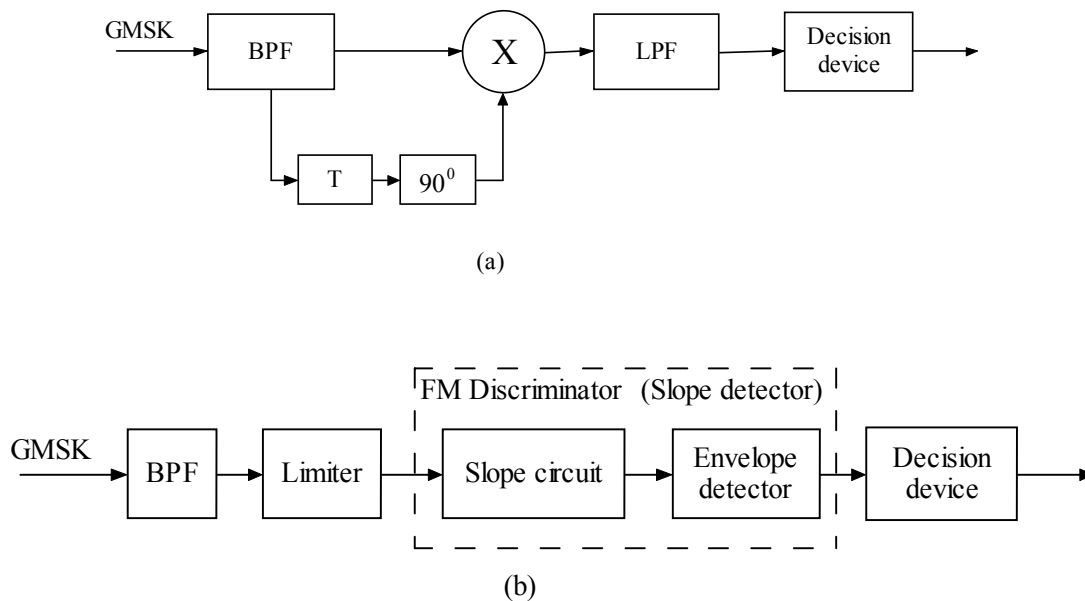 GMSK
BPF
X
LPF
Decision
device
T
90⁰
(a)
FM Discriminator (Slope detector)
GMSK
BPF
Limiter
Slope circuit
Envelope
detector
Decision
device
(b)